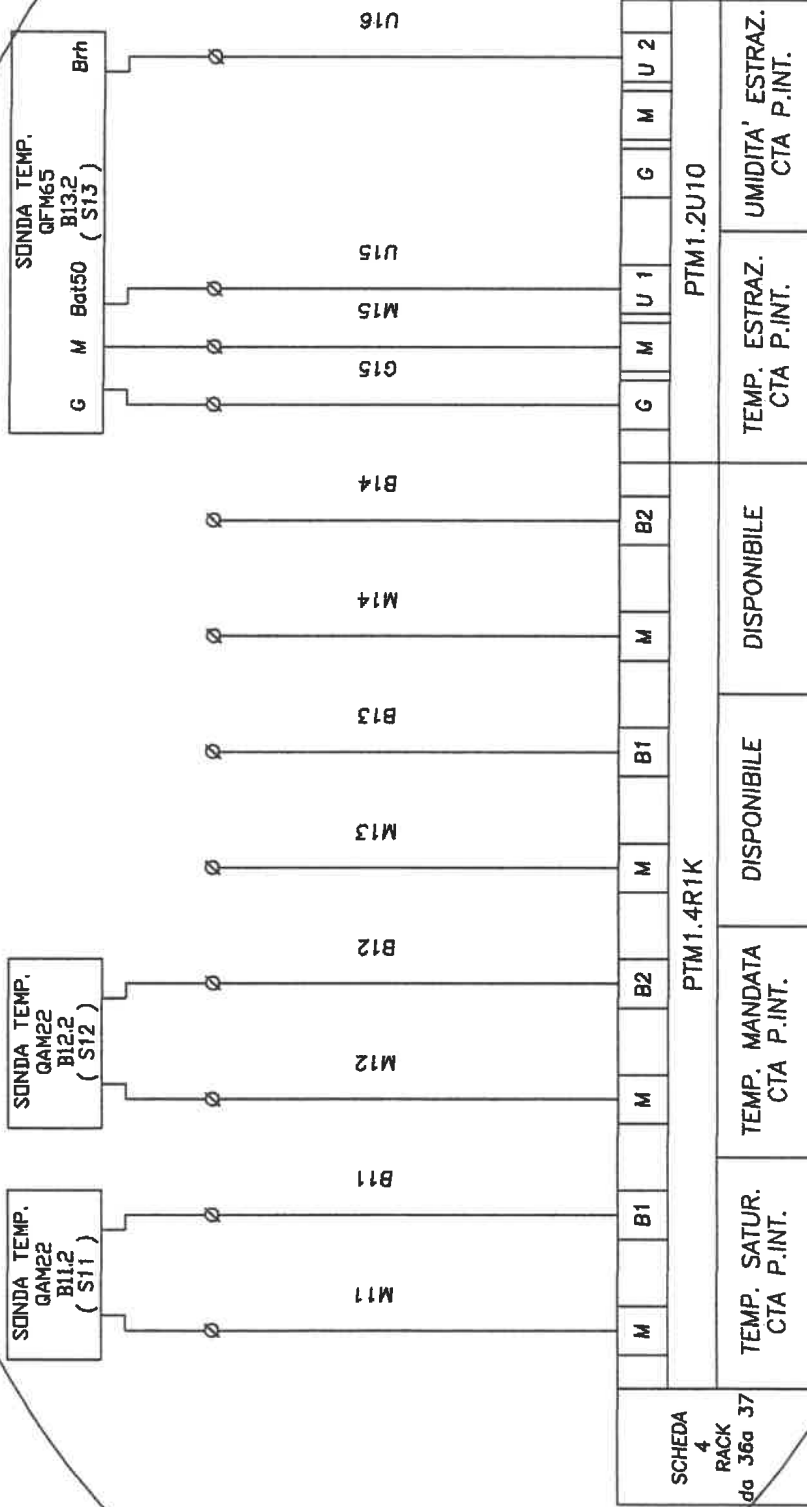 SONDA TEMP.
QAM22
B11.2
( S11 )
SONDA TEMP.
QAM22
B12.2
( S12 )
SONDA TEMP.
QFM65
B13.2
( S13 )
G M Bat50 Brh
M11
B11
M12
B12
M13
B13
M14
B14
G15
M15
U15
U16
M B1 M B2 M B1 M B2 G M U 1 G M U 2
SCHEDA
4
RACK
da 36a 37
PTM1.4R1K
PTM1.2U10
TEMP. SATUR.
CTA P.INT.
TEMP. MANDATA
CTA P.INT.
DISPONIBILE
DISPONIBILE
TEMP. ESTRAZ.
CTA P.INT.
UMIDITA' ESTRAZ.
CTA P.INT.